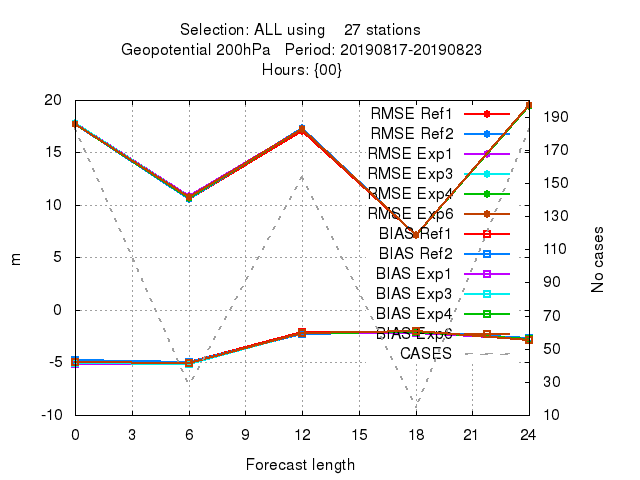 Selection: ALL using 27 stations
Geopotential 200hPa Period: 20190817-20190823
Hours: {00}
20
15
10
5
0
-5
-10
m
190
170
150
130
110
90
70
50
30
10
No cases
RMSE Ref1
RMSE Ref2
RMSE Exp1
RMSE Exp3
RMSE Exp4
RMSE Exp6
BIAS Ref1
BIAS Ref2
BIAS Exp1
BIAS Exp3
BIAS Exp4
BIAS Exp6
CASES
0 3 6 9 12 15 18 21 24
Forecast length